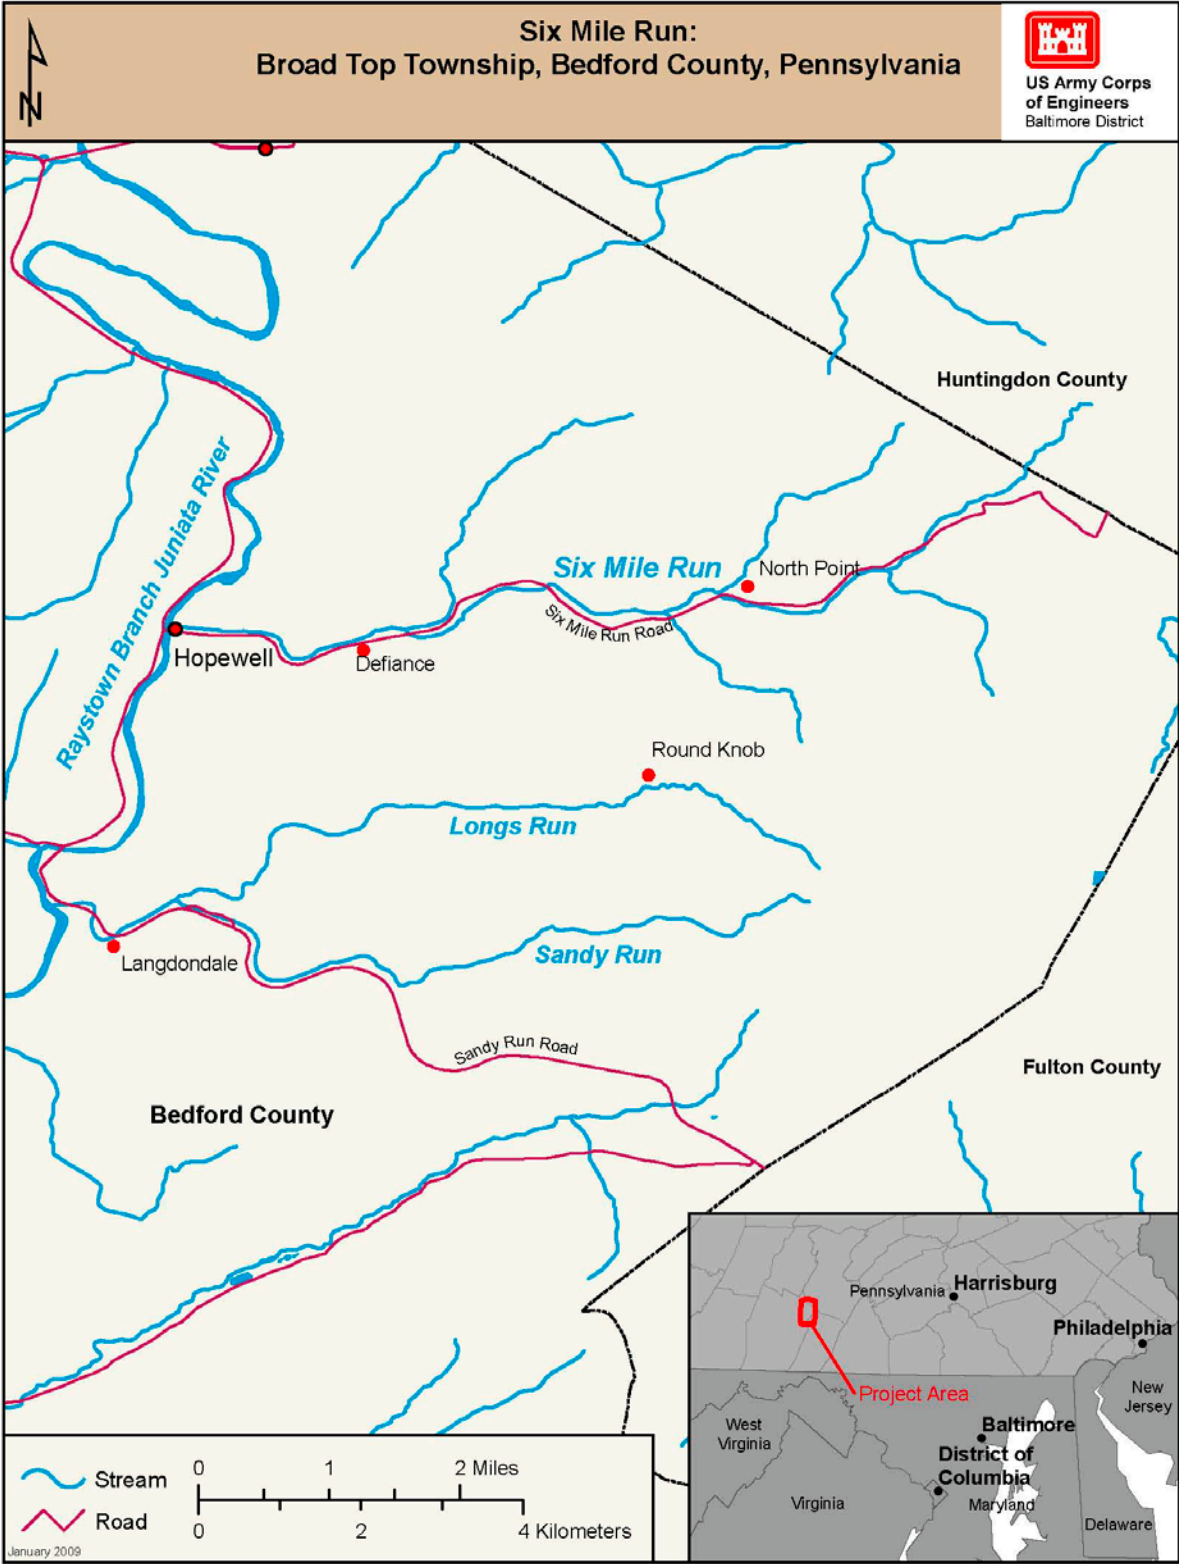 Six Mile Run:
Broad Top Township, Bedford County, Pennsylvania
N
US Army Corps
of Engineers
Baltimore District
Huntingdon County
Raystown Branch Juniata River
Six Mile Run
North Point
Six Mile Run Road
Hopewell
Defiance
Round Knob
Longs Run
Sandy Run
Langdondale
Sandy Run Road
Fulton County
Bedford County
Pennsylvania
Harrisburg
Philadelphia
Project Area
New
Jersey
West
Virginia
Baltimore
District of
Columbia
Virginia
Maryland
Delaware
Stream
Road
0 1 2 Miles
0 2 4 Kilometers
January 2009